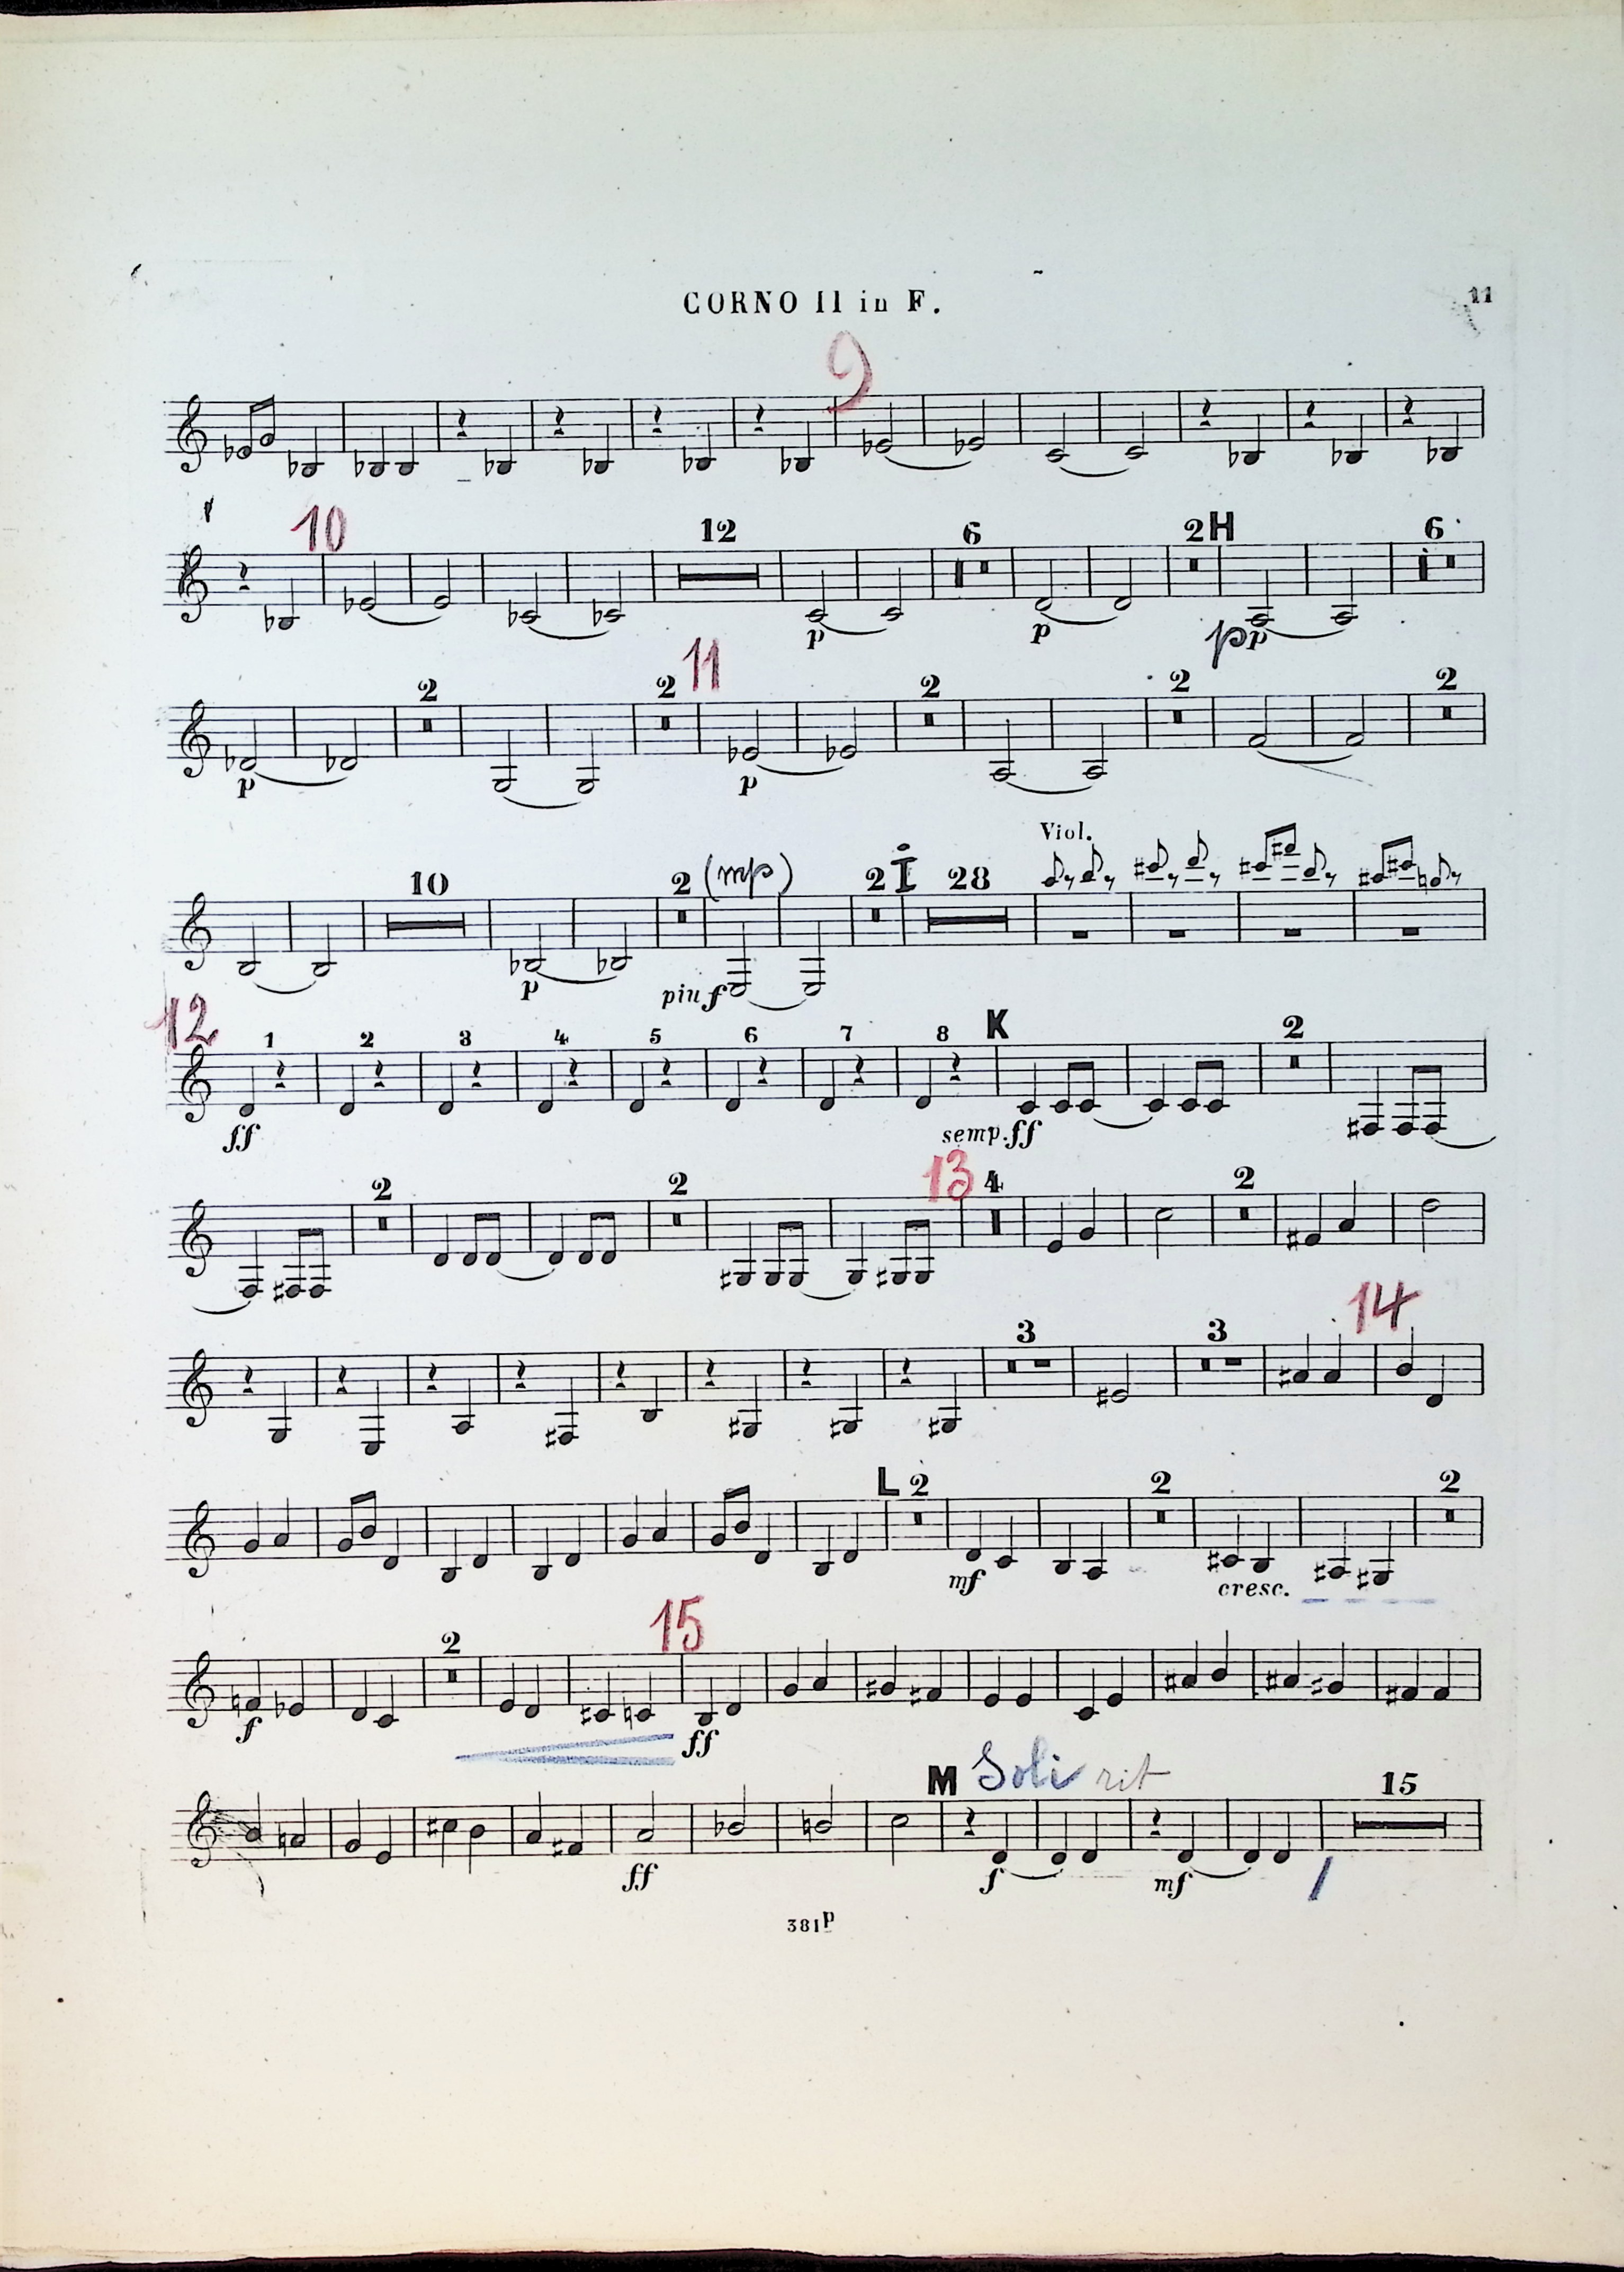 CORNO II in F.
11
9
10
12
6
2 H
6
p
p
pp
11
2
2
2
2
2
p
p
Viol.
10
2 (mp)
2 I 28
p
piu f
12
1 2 3 4 5 6 7 8 K
2
ff
semp. ff
13
2
2
4
2
14
3
3
L 2
2
2
mf
cresc.
15
2
f
ff
M Soli rit
15
ff
f
mf
381p